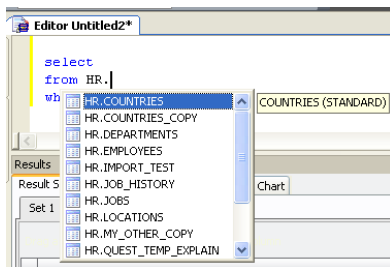 Editor Untitled2*
select
from HR.
wh
HR.COUNTRIES
COUNTRIES (STANDARD)
HR.COUNTRIES_COPY
HR.DEPARTMENTS
HR.EMPLOYEES
HR.IMPORT_TEST
HR.JOB_HISTORY
HR.JOBS
HR.LOCATIONS
HR.MY_OTHER_COPY
HR.QUEST_TEMP_EXPLAIN
Results
Result S
Chart
Set 1